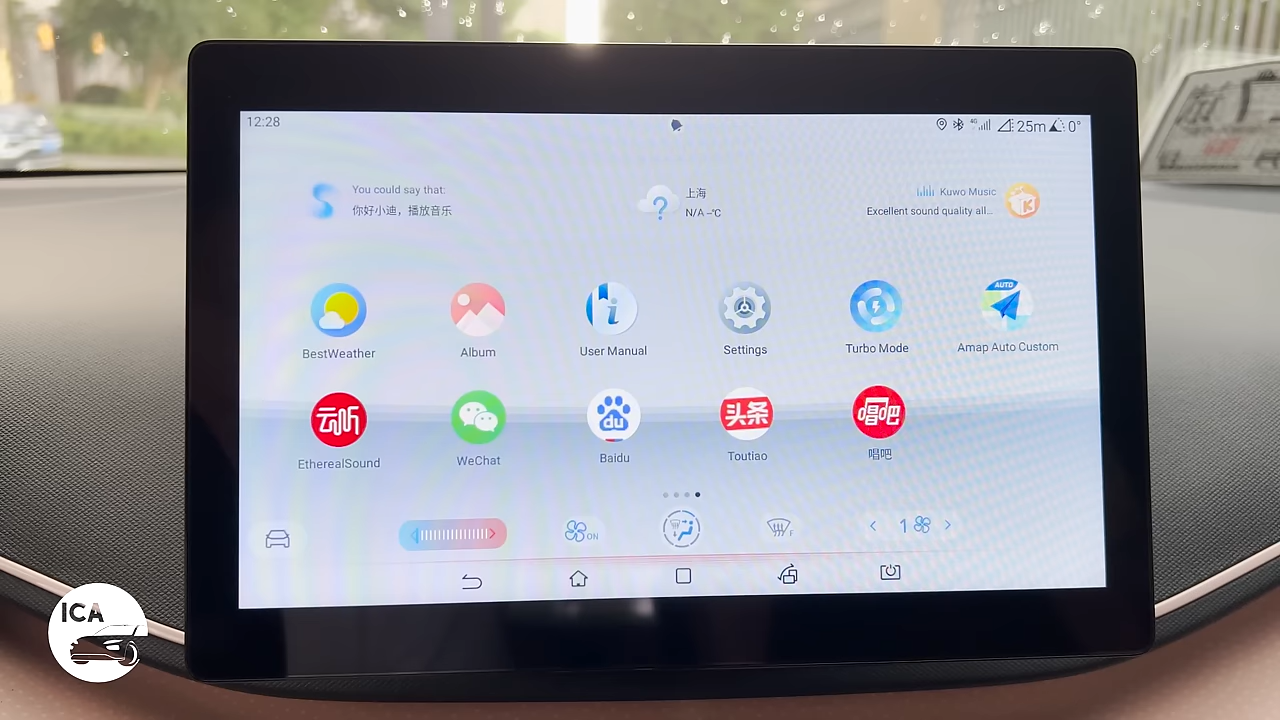 12:28
4G
25m
0°
You could say that:
你好小迪，播放音乐
上海
N/A -℃
Kuwo Music
Excellent sound quality all...
K
AUTO
BestWeather
Album
User Manual
Settings
Turbo Mode
Amap Auto Custom
云听
du
头条
唱吧
EtherealSound
WeChat
Baidu
Toutiao
唱吧
ON
F
1
ICA